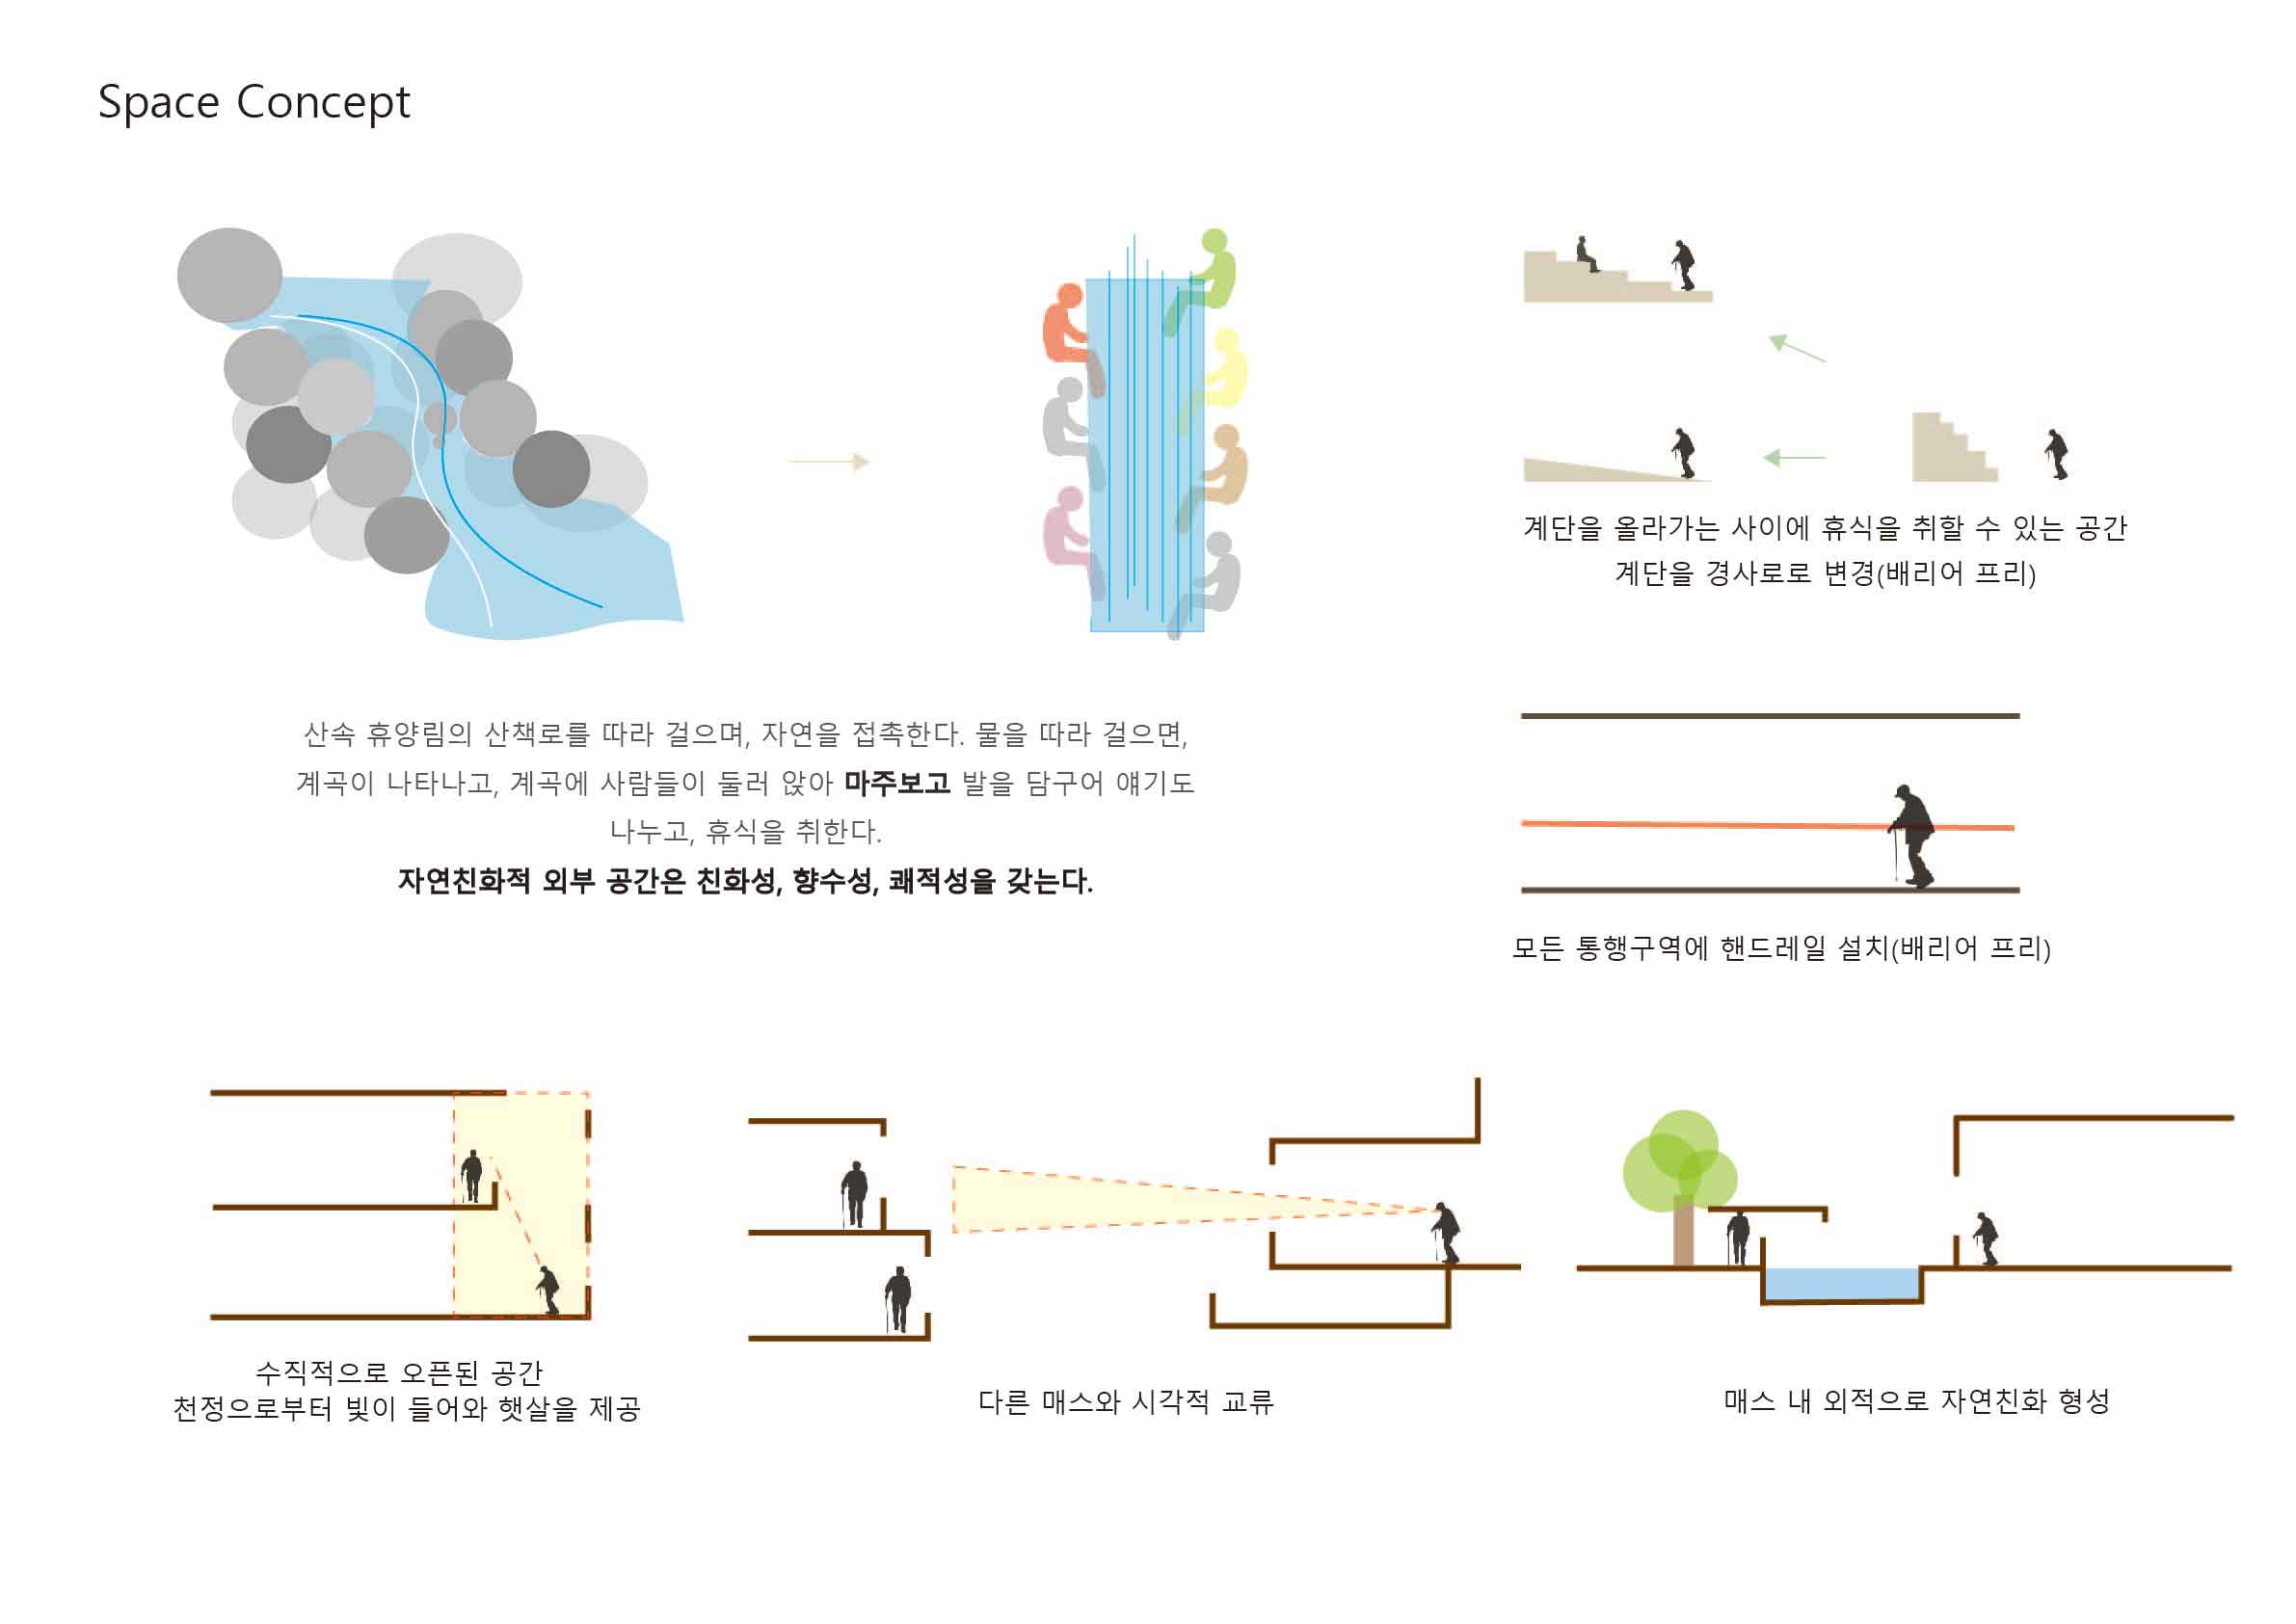 Space Concept
계단을 올라가는 사이에 휴식을 취할 수 있는 공간
계단을 경사로로 변경(배리어 프리)
산속 휴양림의 산책로를 따라 걸으며, 자연을 접촉한다. 물을 따라 걸으면,
계곡이 나타나고, 계곡에 사람들이 둘러 앉아 마주보고 발을 담구어 얘기도
나누고, 휴식을 취한다.
자연친화적 외부 공간은 친화성, 향수성, 쾌적성을 갖는다.
모든 통행구역에 핸드레일 설치(배리어 프리)
수직적으로 오픈된 공간
천정으로부터 빛이 들어와 햇살을 제공
다른 매스와 시각적 교류
매스 내 외적으로 자연친화 형성